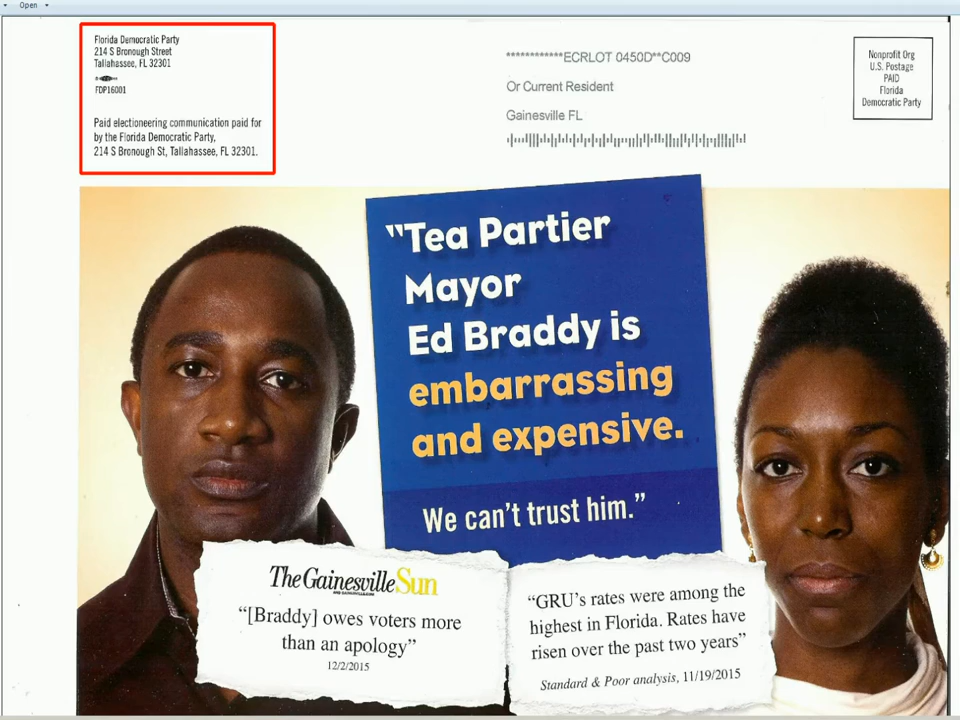 Open
Florida Democratic Party
214 S Bronough Street
Tallahassee, FL 32301
FDP16001
Paid electioneering communication paid for
by the Florida Democratic Party,
214 S Bronough St, Tallahassee, FL 32301.
************ECRLOT 0450D**C009
Or Current Resident
Gainesville FL
Nonprofit Org
U.S. Postage
PAID
Florida
Democratic Party
“Tea Partier
Mayor
Ed Braddy is
embarrassing
and expensive.
We can't trust him.”
The Gainesville Sun
“[Braddy] owes voters more
than an apology”
12/2/2015
“GRU's rates were among the
highest in Florida. Rates have
risen over the past two years”
Standard & Poor analysis, 11/19/2015